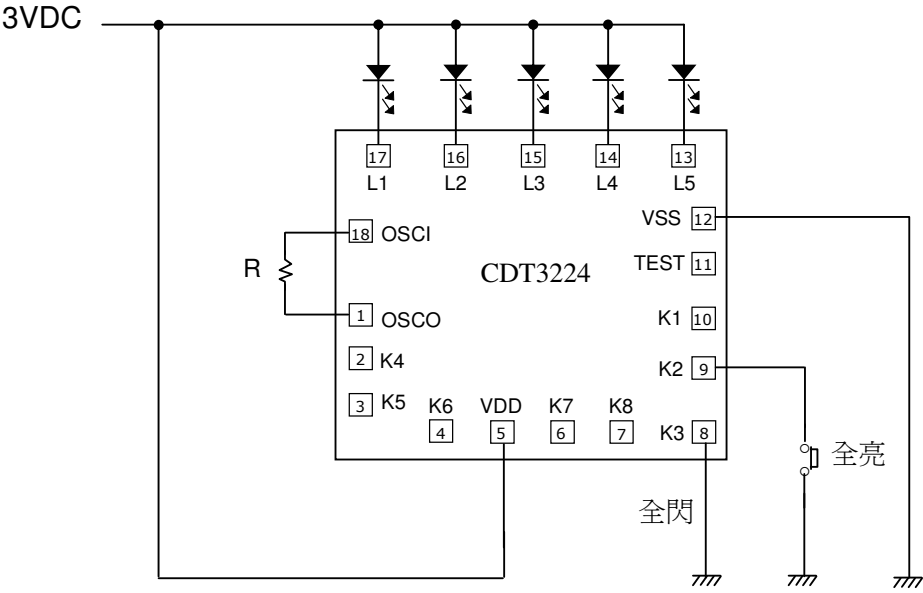 3VDC
17 16 15 14 13
L1 L2 L3 L4 L5
VSS 12
18 OSCI
TEST 11
R
CDT3224
1 OSCO
K1 10
2 K4
K2 9
3 K5
K6 VDD K7 K8
4 5 6 7
K3 8
全亮
全閃